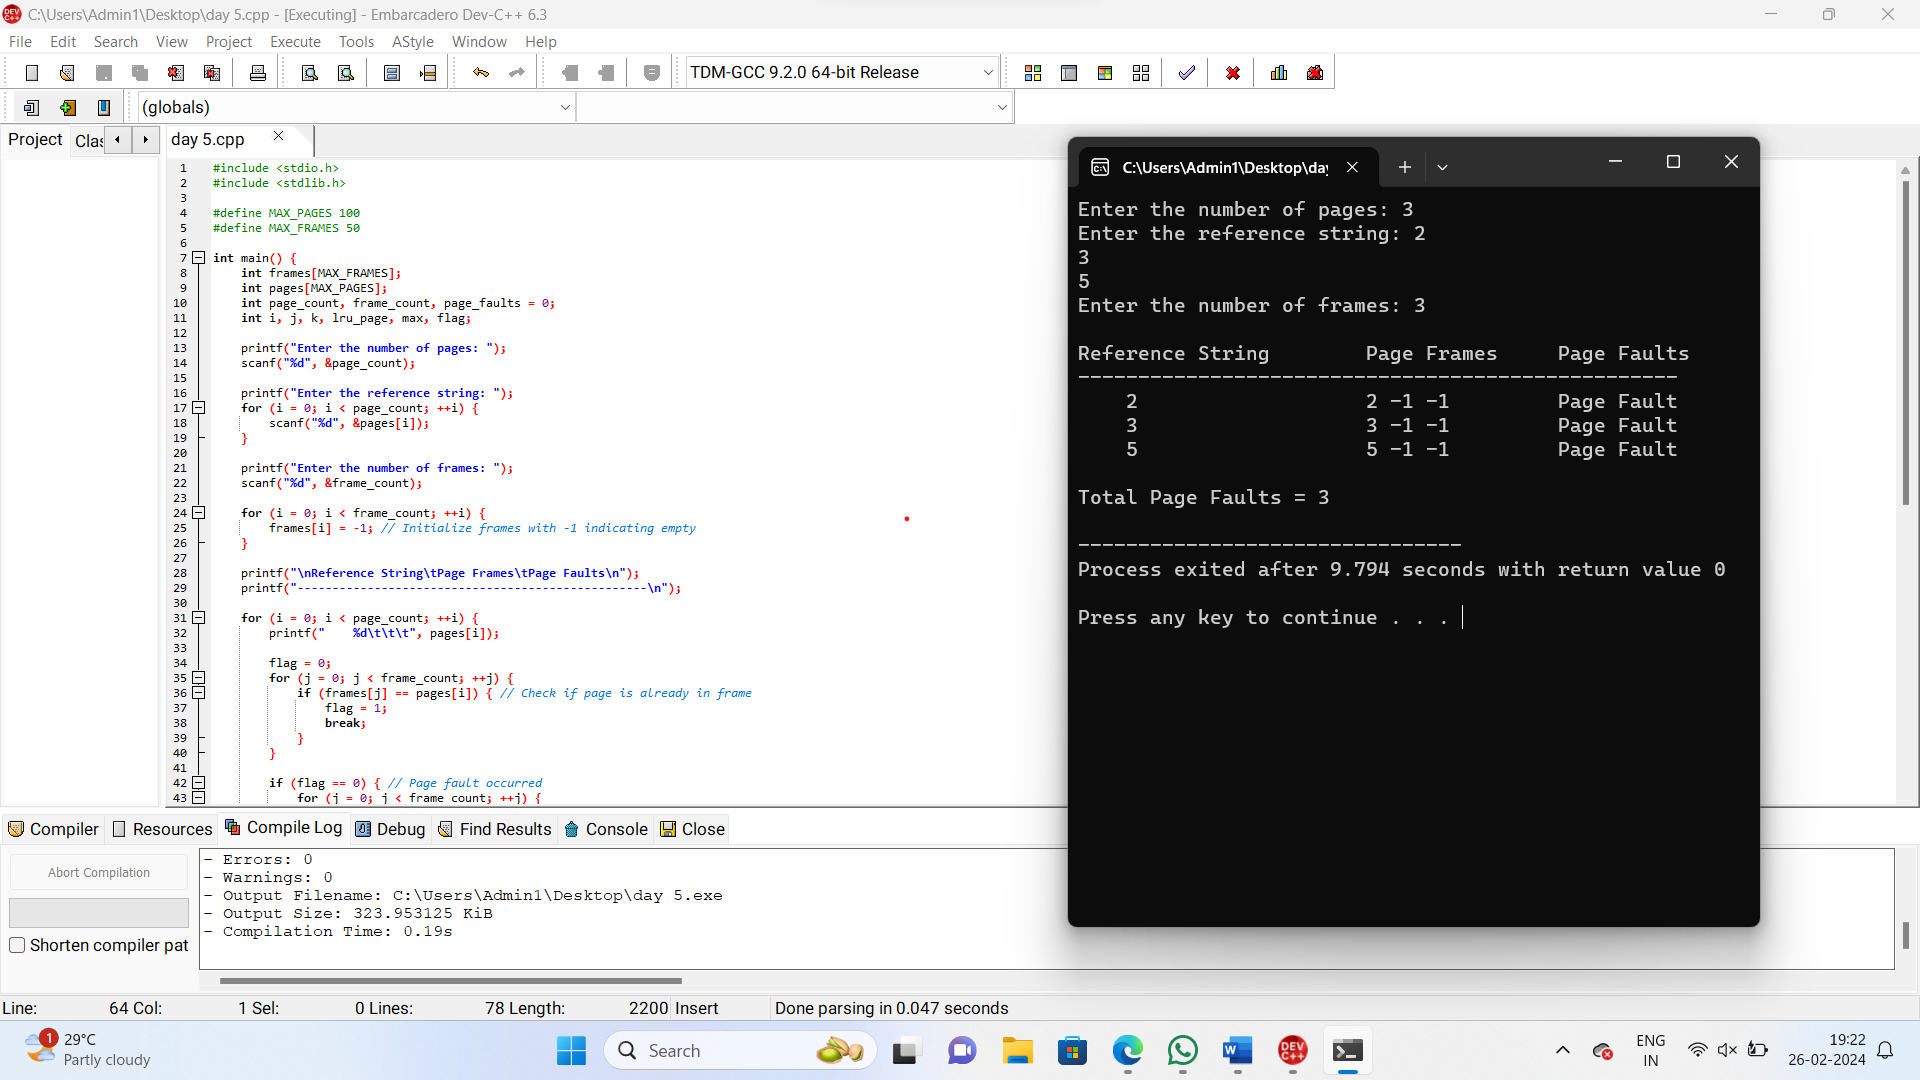 C:\Users\Admin1\Desktop\day 5.cpp - [Executing] - Embarcadero Dev-C++ 6.3
File Edit Search View Project Execute Tools AStyle Window Help
TDM-GCC 9.2.0 64-bit Release
(globals)
Project Clas
day 5.cpp
1 #include <stdio.h>
2 #include <stdlib.h>
3
4 #define MAX_PAGES 100
5 #define MAX_FRAMES 50
6
7 int main() {
8 int frames[MAX_FRAMES];
9 int pages[MAX_PAGES];
10 int page_count, frame_count, page_faults = 0;
11 int i, j, k, lru_page, max, flag;
12
13 printf("Enter the number of pages: ");
14 scanf("%d", &page_count);
15
16 printf("Enter the reference string: ");
17 for (i = 0; i < page_count; ++i) {
18 scanf("%d", &pages[i]);
19 }
20
21 printf("Enter the number of frames: ");
22 scanf("%d", &frame_count);
23
24 for (i = 0; i < frame_count; ++i) {
25 frames[i] = -1; // Initialize frames with -1 indicating empty
26 }
27
28 printf("\nReference String\tPage Frames\tPage Faults\n");
29 printf("--------------------------------------------------\n");
30
31 for (i = 0; i < page_count; ++i) {
32 printf("    %d\t\t\t", pages[i]);
33
34 flag = 0;
35 for (j = 0; j < frame_count; ++j) {
36 if (frames[j] == pages[i]) { // Check if page is already in frame
37 flag = 1;
38 break;
39 }
40 }
41
42 if (flag == 0) { // Page fault occurred
43 for (j = 0; j < frame_count; ++j) {
C:\Users\Admin1\Desktop\day
Enter the number of pages: 3
Enter the reference string: 2
3
5
Enter the number of frames: 3
Reference String Page Frames Page Faults
--------------------------------------------------
2 2 -1 -1 Page Fault
3 3 -1 -1 Page Fault
5 5 -1 -1 Page Fault
Total Page Faults = 3
--------------------------------
Process exited after 9.794 seconds with return value 0
Press any key to continue . . .
Compiler Resources Compile Log Debug Find Results Console Close
Abort Compilation
Shorten compiler pat
- Errors: 0
- Warnings: 0
- Output Filename: C:\Users\Admin1\Desktop\day 5.exe
- Output Size: 323.953125 KiB
- Compilation Time: 0.19s
Line: 64 Col: 1 Sel: 0 Lines: 78 Length: 2200 Insert Done parsing in 0.047 seconds
1
29°C
Partly cloudy
Search
DEV C++
ENG
IN
19:22
26-02-2024